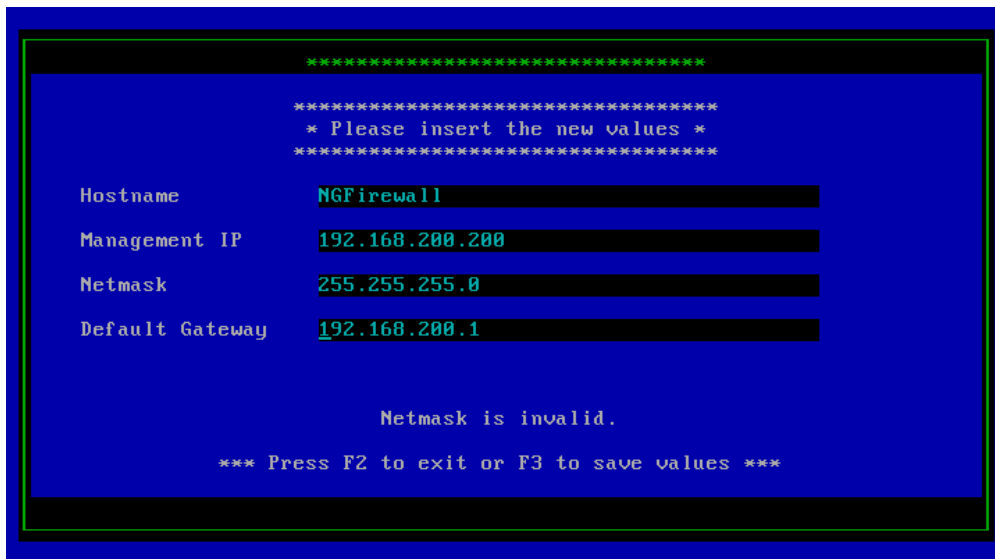 ********************************
**********************************
* Please insert the new values *
**********************************
Hostname NGFirewall
Management IP 192.168.200.200
Netmask 255.255.255.0
Default Gateway 192.168.200.1
Netmask is invalid.
*** Press F2 to exit or F3 to save values ***